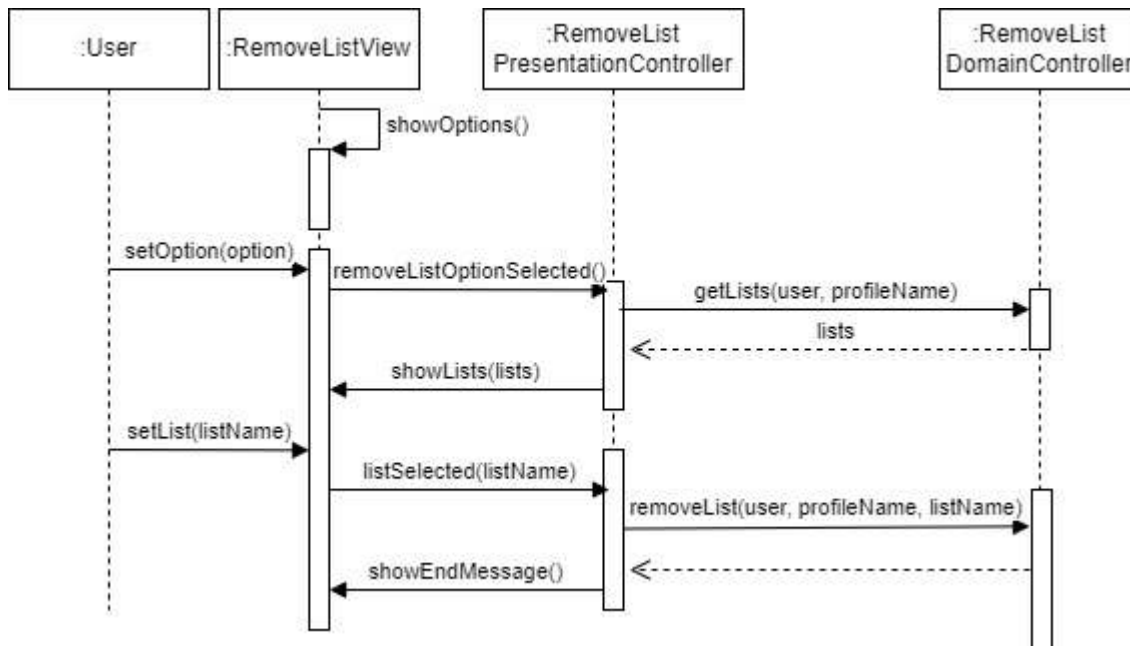 :User
:RemoveListView
:RemoveList
PresentationController
:RemoveList
DomainController
showOptions()
setOption(option)
removeListOptionSelected()
getLists(user, profileName)
lists
showLists(lists)
setList(listName)
listSelected(listName)
removeList(user, profileName, listName)
showEndMessage()